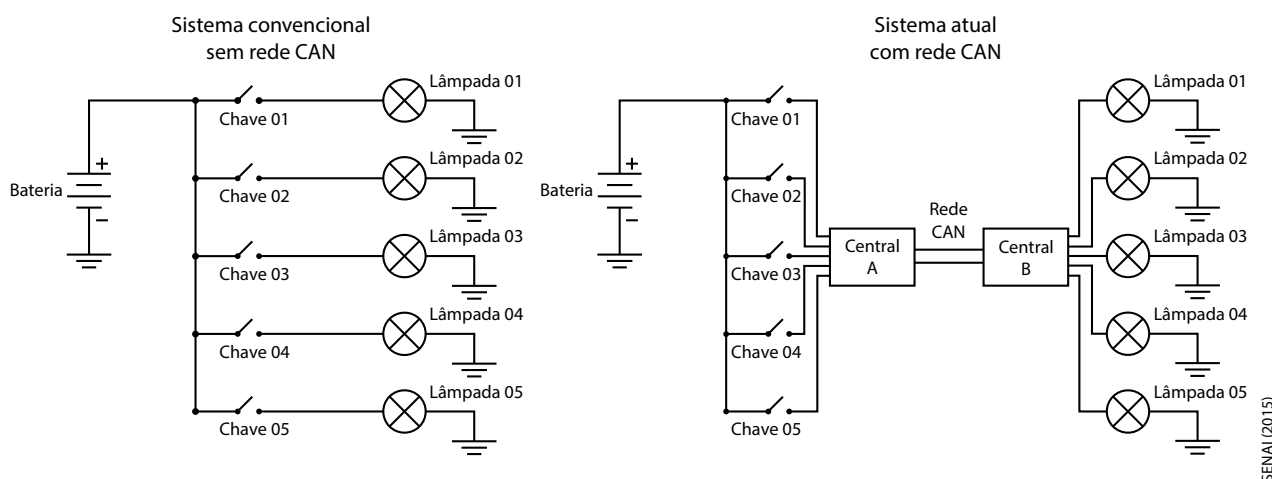 Sistema convencional
sem rede CAN
Bateria
+
−
Chave 01
Lâmpada 01
Chave 02
Lâmpada 02
Chave 03
Lâmpada 03
Chave 04
Lâmpada 04
Chave 05
Lâmpada 05
Sistema atual
com rede CAN
Bateria
+
−
Chave 01
Chave 02
Chave 03
Chave 04
Chave 05
Central
A
Rede
CAN
Central
B
Lâmpada 01
Lâmpada 02
Lâmpada 03
Lâmpada 04
Lâmpada 05
SENAI (2015)